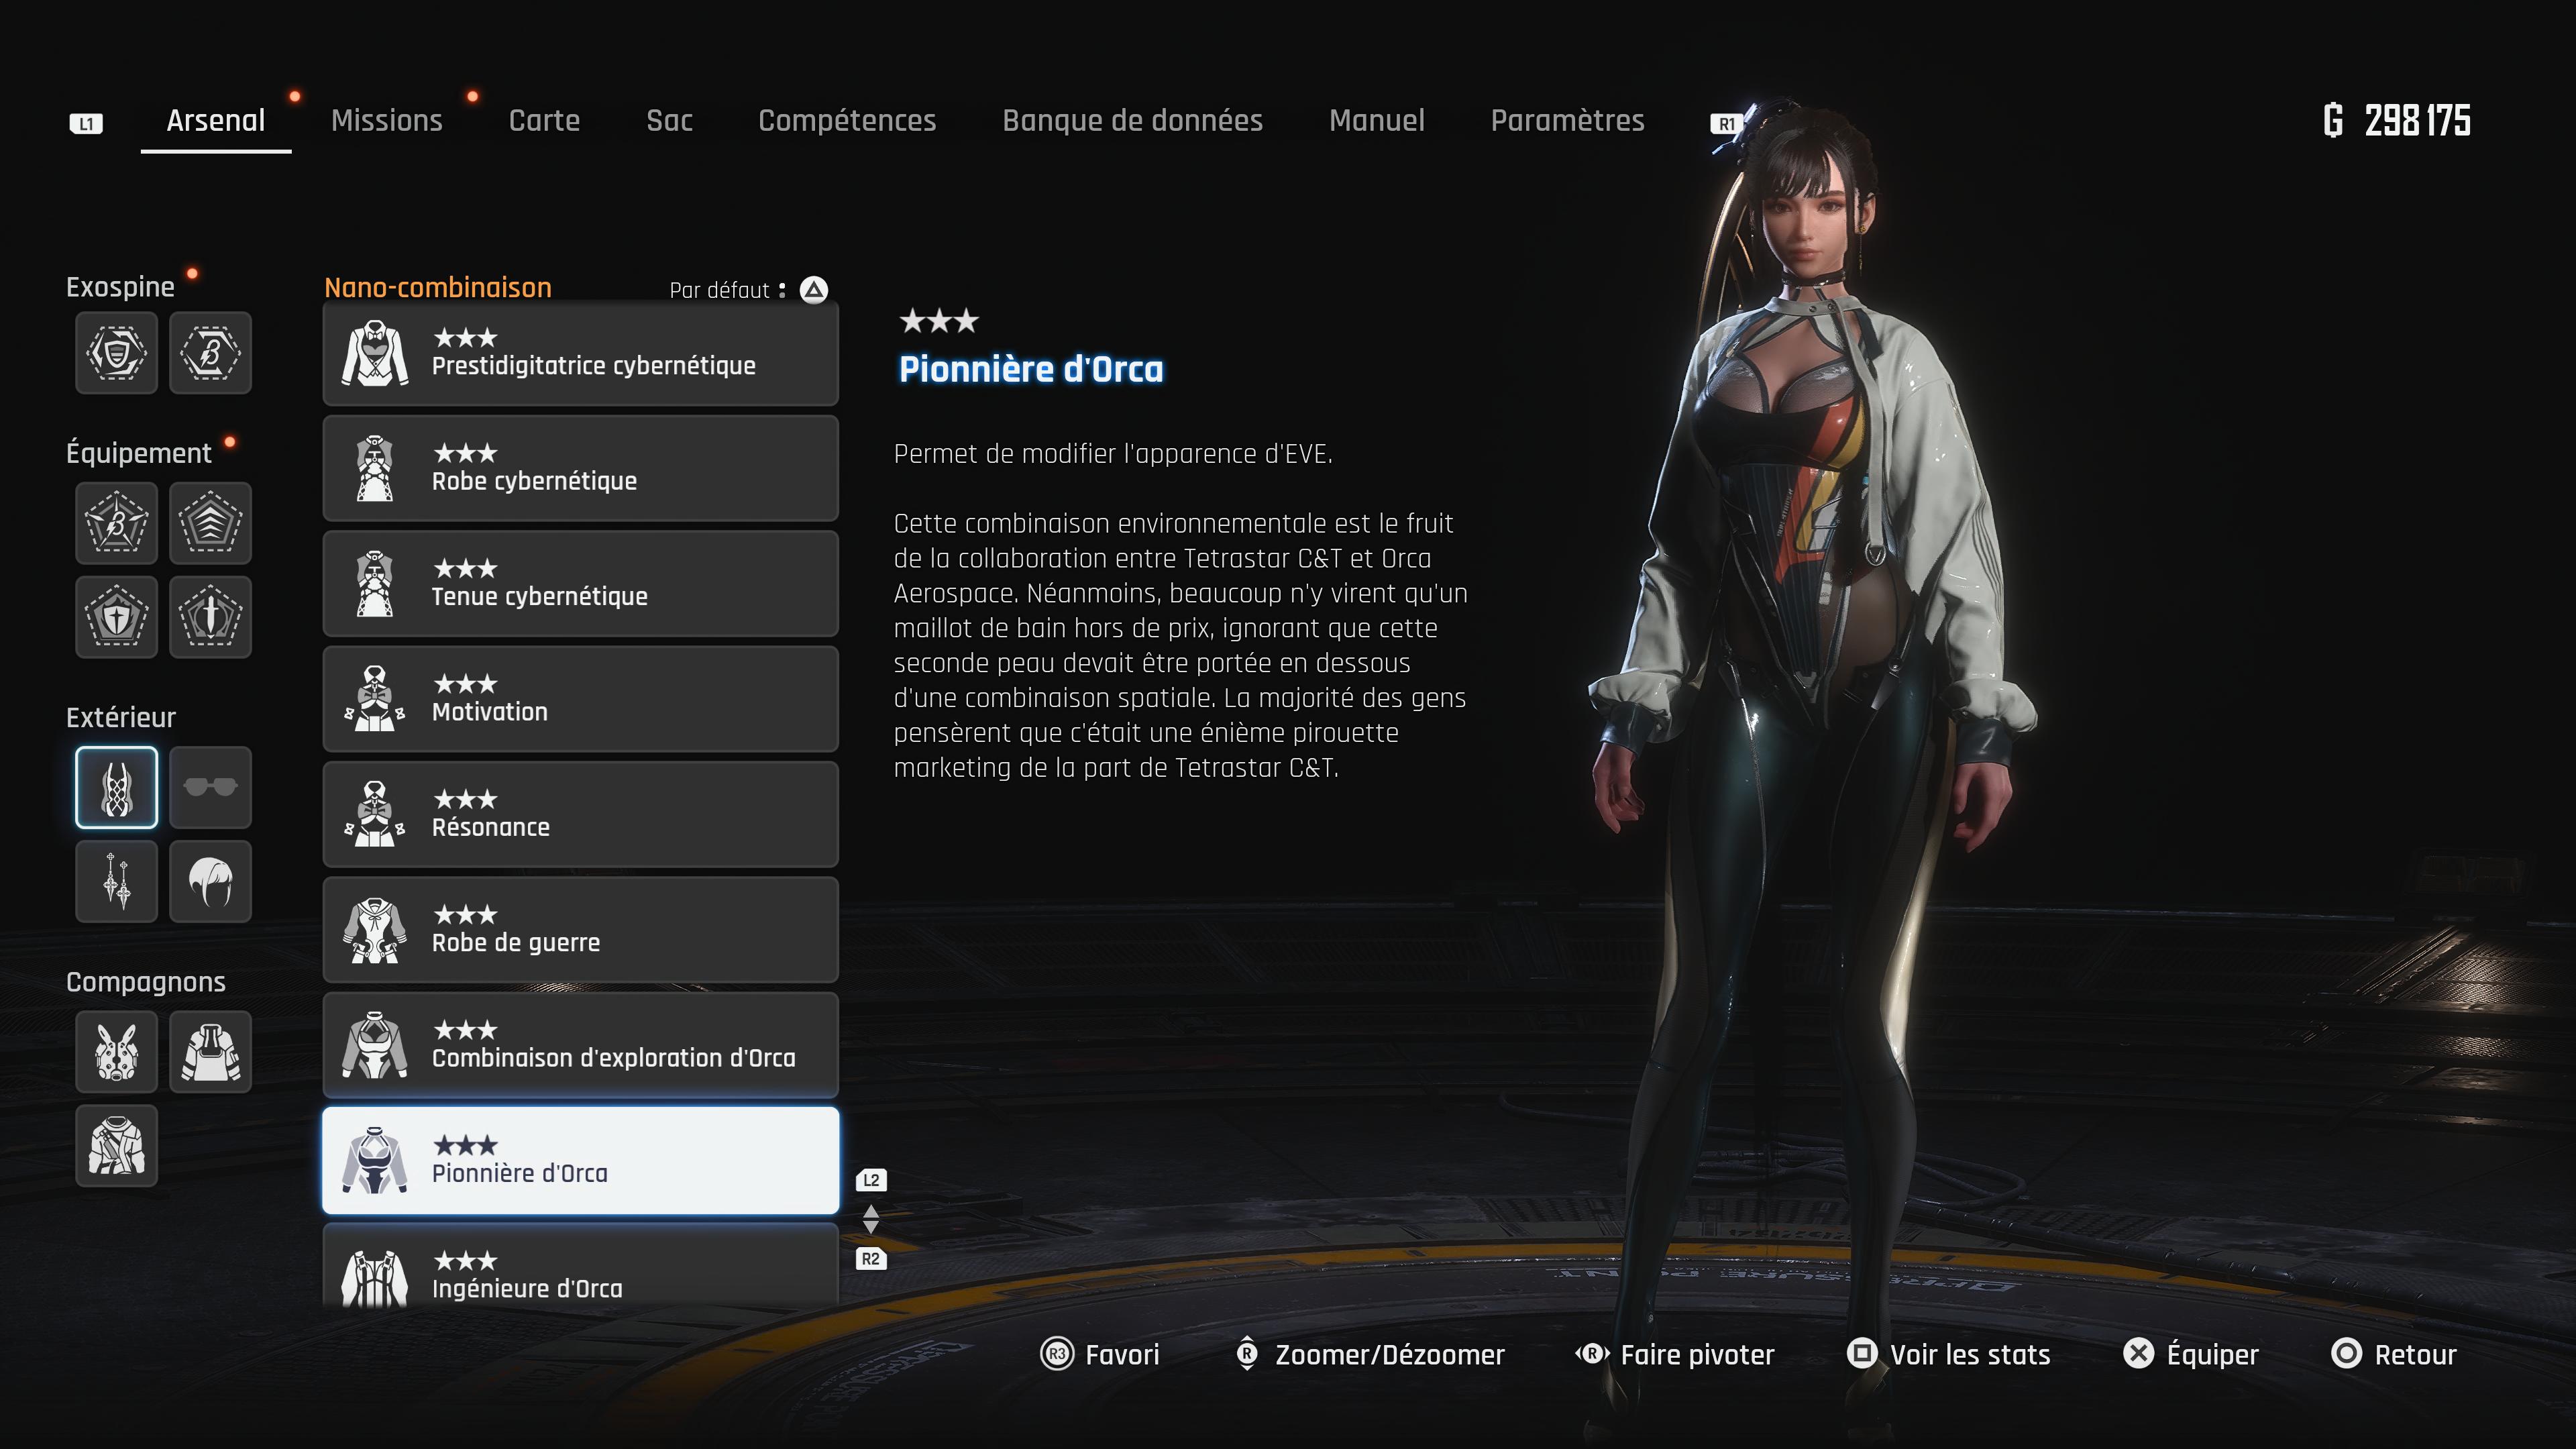 L1
Arsenal
Missions
Carte
Sac
Compétences
Banque de données
Manuel
Paramètres
R1
298 175
Exospine
Équipement
Extérieur
Compagnons
Nano-combinaison
Par défaut :
Prestidigitatrice cybernétique
Robe cybernétique
Tenue cybernétique
Motivation
Résonance
Robe de guerre
Combinaison d'exploration d'Orca
Pionnière d'Orca
Ingénieure d'Orca
L2
R2
Pionnière d'Orca
Permet de modifier l'apparence d'EVE.
Cette combinaison environnementale est le fruit
de la collaboration entre Tetrastar C&T et Orca
Aerospace. Néanmoins, beaucoup n'y virent qu'un
maillot de bain hors de prix, ignorant que cette
seconde peau devait être portée en dessous
d'une combinaison spatiale. La majorité des gens
pensèrent que c'était une énième pirouette
marketing de la part de Tetrastar C&T.
R3 Favori
R Zoomer/Dézoomer
R Faire pivoter
Voir les stats
Équiper
Retour